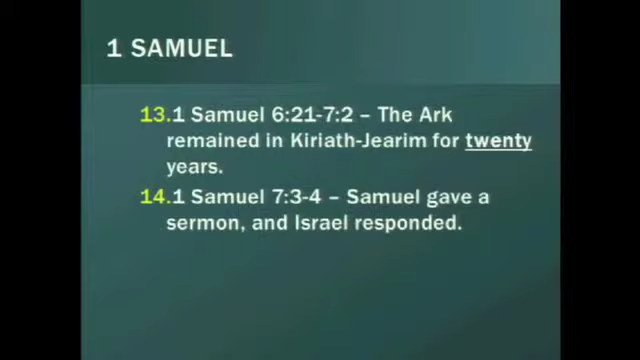 1 SAMUEL
13.1 Samuel 6:21-7:2 – The Ark
remained in Kiriath-Jearim for twenty
years.
14.1 Samuel 7:3-4 – Samuel gave a
sermon, and Israel responded.